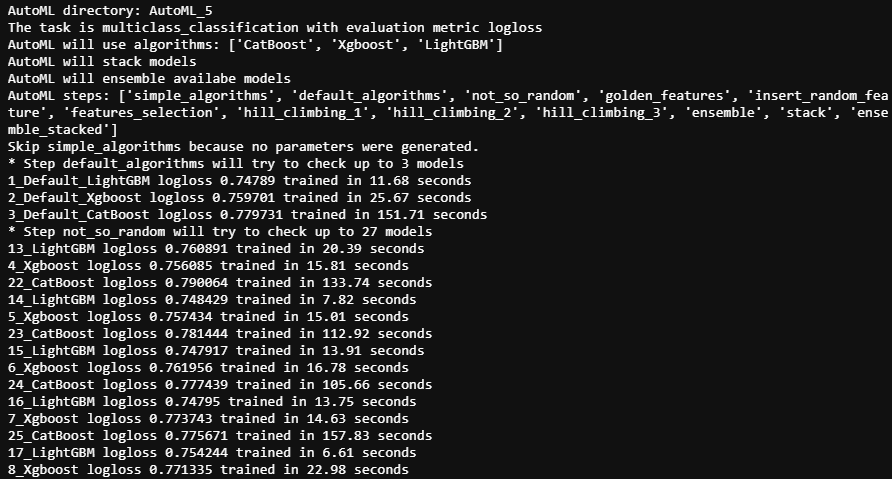 AutoML directory: AutoML_5
The task is multiclass_classification with evaluation metric logloss
AutoML will use algorithms: ['CatBoost', 'Xgboost', 'LightGBM']
AutoML will stack models
AutoML will ensemble availabe models
AutoML steps: ['simple_algorithms', 'default_algorithms', 'not_so_random', 'golden_features', 'insert_random_fea
ture', 'features_selection', 'hill_climbing_1', 'hill_climbing_2', 'hill_climbing_3', 'ensemble', 'stack', 'ense
mble_stacked']
Skip simple_algorithms because no parameters were generated.
* Step default_algorithms will try to check up to 3 models
1_Default_LightGBM logloss 0.74789 trained in 11.68 seconds
2_Default_Xgboost logloss 0.759701 trained in 25.67 seconds
3_Default_CatBoost logloss 0.779731 trained in 151.71 seconds
* Step not_so_random will try to check up to 27 models
13_LightGBM logloss 0.760891 trained in 20.39 seconds
4_Xgboost logloss 0.756085 trained in 15.81 seconds
22_CatBoost logloss 0.790064 trained in 133.74 seconds
14_LightGBM logloss 0.748429 trained in 7.82 seconds
5_Xgboost logloss 0.757434 trained in 15.01 seconds
23_CatBoost logloss 0.781444 trained in 112.92 seconds
15_LightGBM logloss 0.747917 trained in 13.91 seconds
6_Xgboost logloss 0.761956 trained in 16.78 seconds
24_CatBoost logloss 0.777439 trained in 105.66 seconds
16_LightGBM logloss 0.74795 trained in 13.75 seconds
7_Xgboost logloss 0.773743 trained in 14.63 seconds
25_CatBoost logloss 0.775671 trained in 157.83 seconds
17_LightGBM logloss 0.754244 trained in 6.61 seconds
8_Xgboost logloss 0.771335 trained in 22.98 seconds